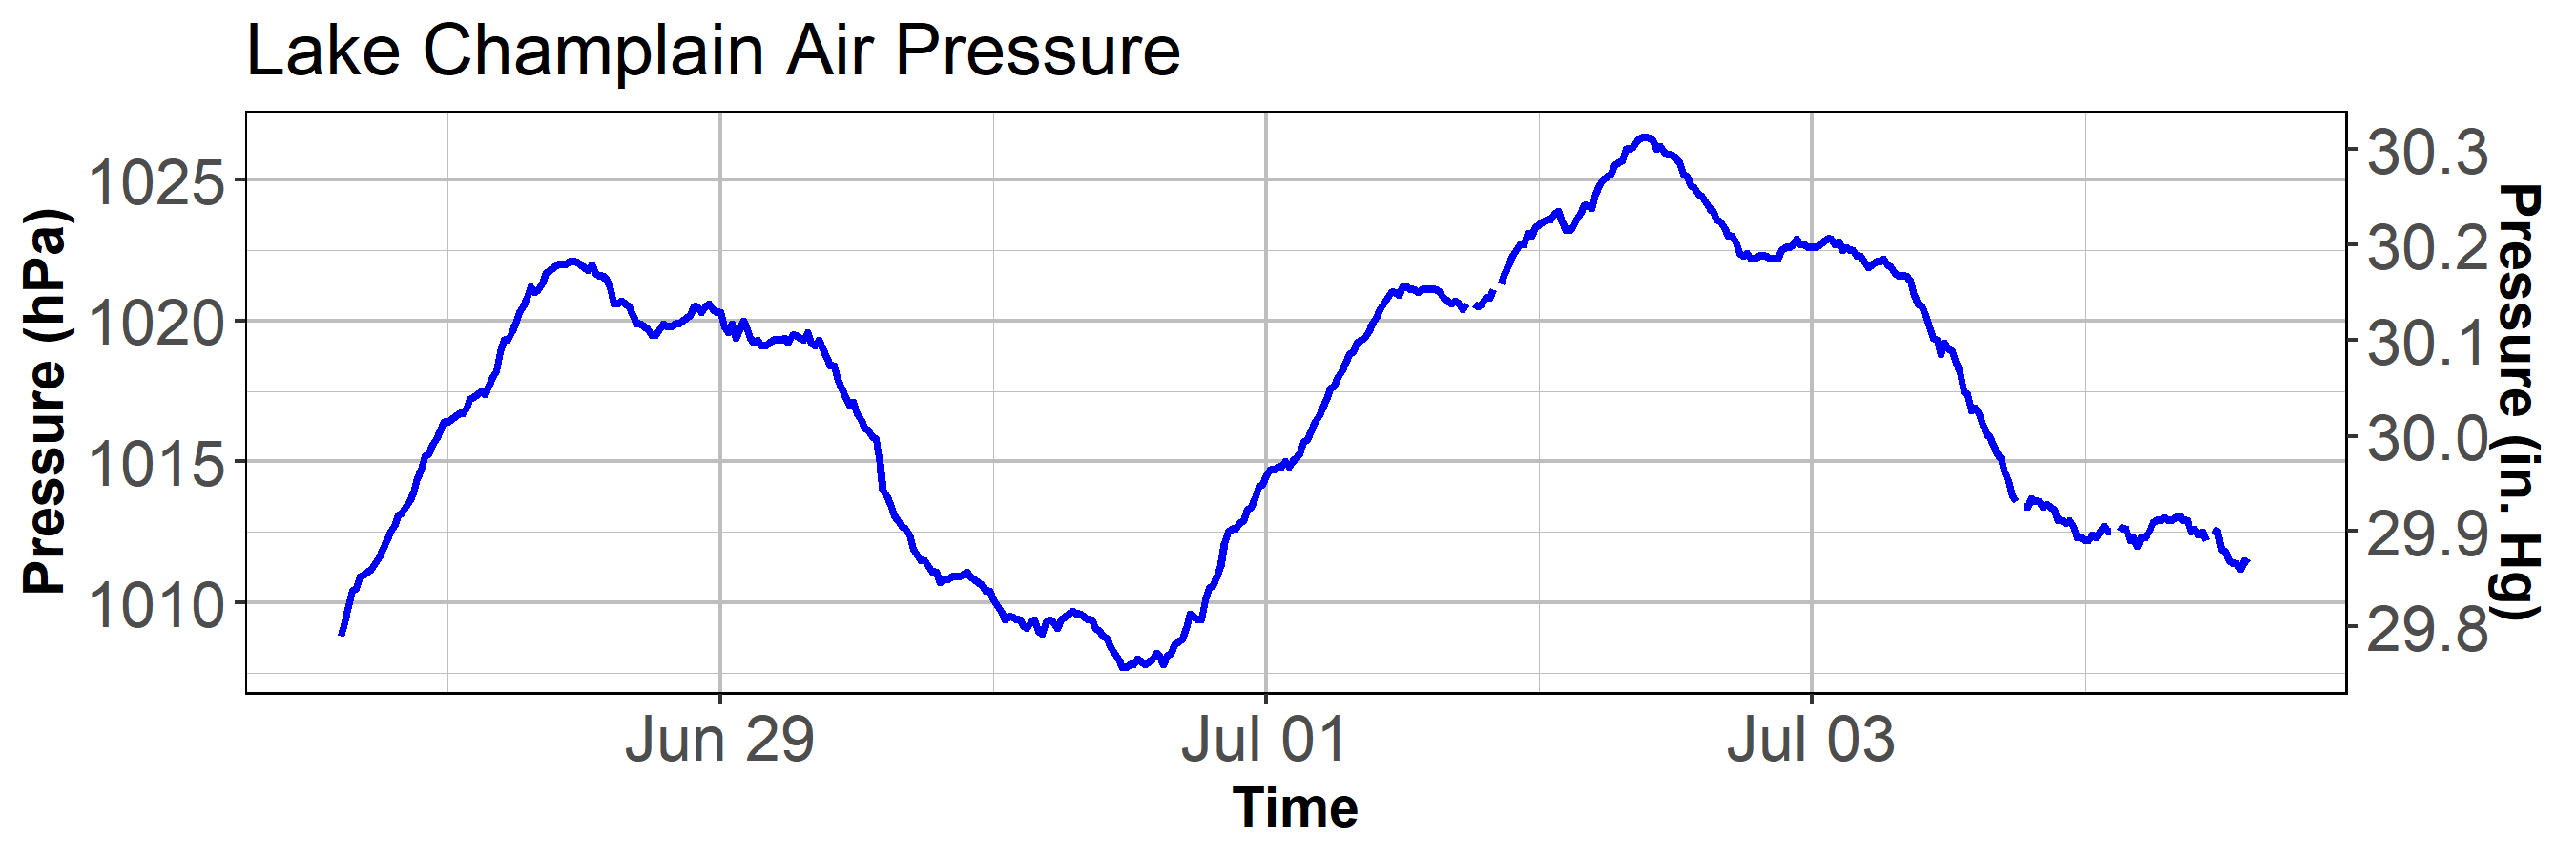 Lake Champlain Air Pressure
Pressure (hPa)
1025
1020
1015
1010
30.3
30.2
30.1
30.0
29.9
29.8
Pressure (in. Hg)
Jun 29 Jul 01 Jul 03
Time